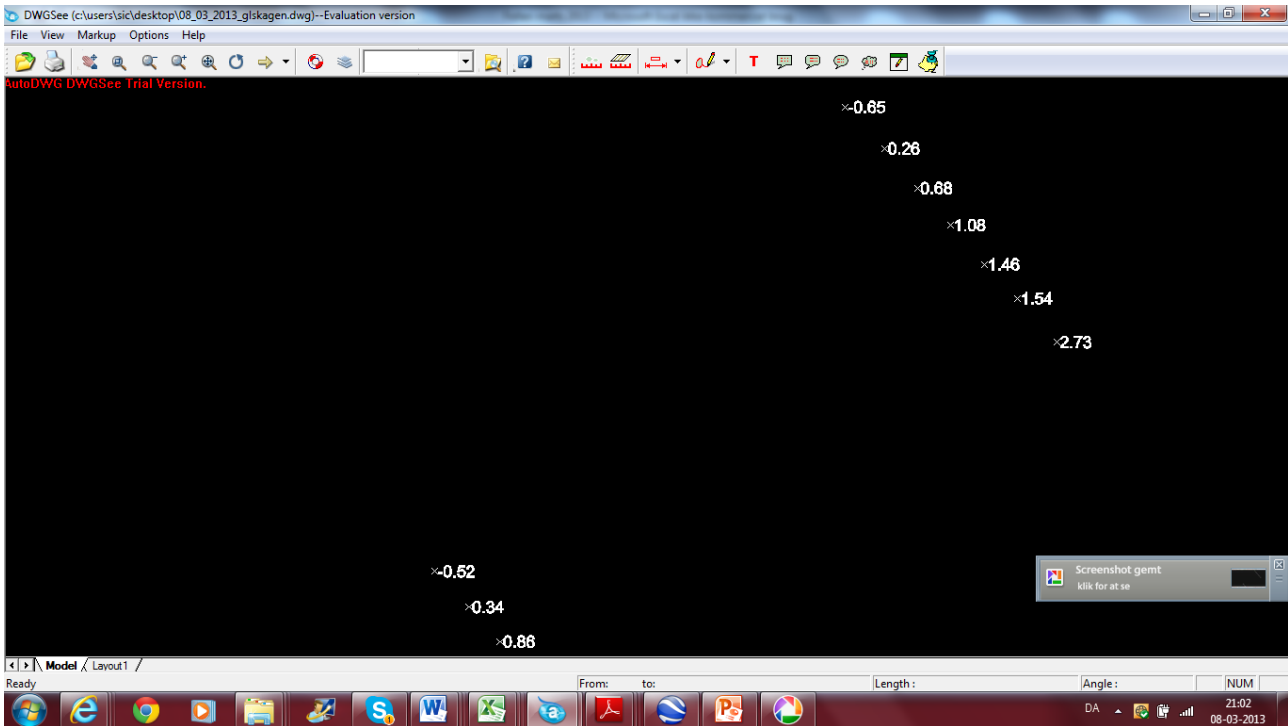 DWGSee (c:\users\sic\desktop\08_03_2013_glskagen.dwg)--Evaluation version
File View Markup Options Help
T
AutoDWG DWGSee Trial Version.
-0.65
0.26
0.68
1.08
1.46
1.54
2.73
-0.52
0.34
0.86
Screenshot gemt
klik for at se
Model Layout1
Ready From: to: Length : Angle : NUM
DA 21:02
08-03-2013